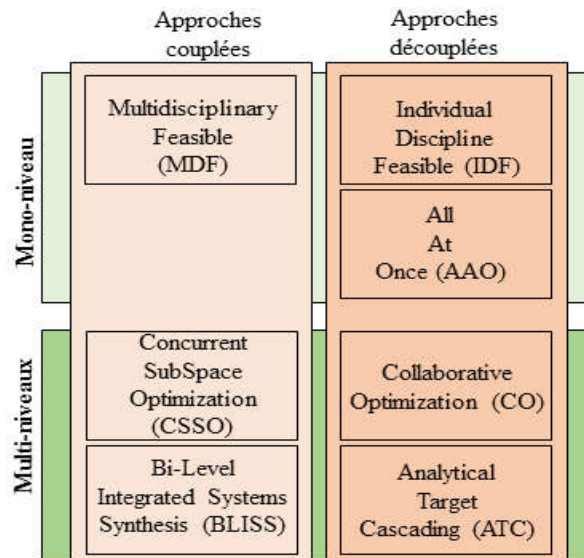 Approches
couplées
Approches
découplées
Mono-niveau
Multidisciplinary
Feasible
(MDF)
Individual
Discipline
Feasible (IDF)
All
At
Once (AAO)
Multi-niveaux
Concurrent
SubSpace
Optimization
(CSSO)
Collaborative
Optimization (CO)
Bi-Level
Integrated Systems
Synthesis (BLISS)
Analytical
Target
Cascading (ATC)